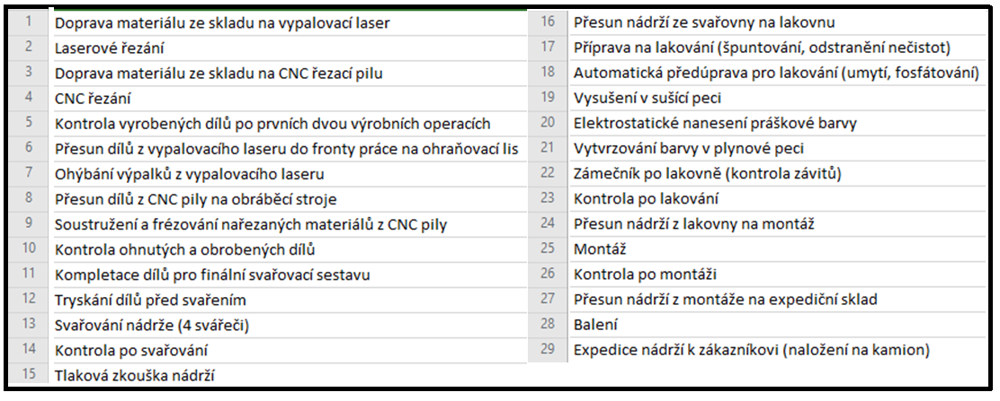 1 Doprava materiálu ze skladu na vypalovací laser
2 Laserové řezání
3 Doprava materiálu ze skladu na CNC řezací pilu
4 CNC řezání
5 Kontrola vyrobených dílů po prvních dvou výrobních operacích
6 Přesun dílů z vypalovacího laseru do fronty práce na ohraňovací lis
7 Ohýbání výpalků z vypalovacího laseru
8 Přesun dílů z CNC pily na obráběcí stroje
9 Soustružení a frézování nařezaných materiálů z CNC pily
10 Kontrola ohnutých a obrobených dílů
11 Kompletace dílů pro finální svařovací sestavu
12 Tryskání dílů před svařením
13 Svařování nádrže (4 svářeči)
14 Kontrola po svařování
15 Tlaková zkouška nádrží
16 Přesun nádrží ze svařovny na lakovnu
17 Příprava na lakování (špuntování, odstranění nečistot)
18 Automatická předúprava pro lakování (umytí, fosfátování)
19 Vysušení v sušící peci
20 Elektrostatické nanesení práškové barvy
21 Vytvrzování barvy v plynové peci
22 Zámečník po lakovně (kontrola závitů)
23 Kontrola po lakování
24 Přesun nádrží z lakovny na montáž
25 Montáž
26 Kontrola po montáži
27 Přesun nádrží z montáže na expediční sklad
28 Balení
29 Expedice nádrží k zákazníkovi (naložení na kamion)